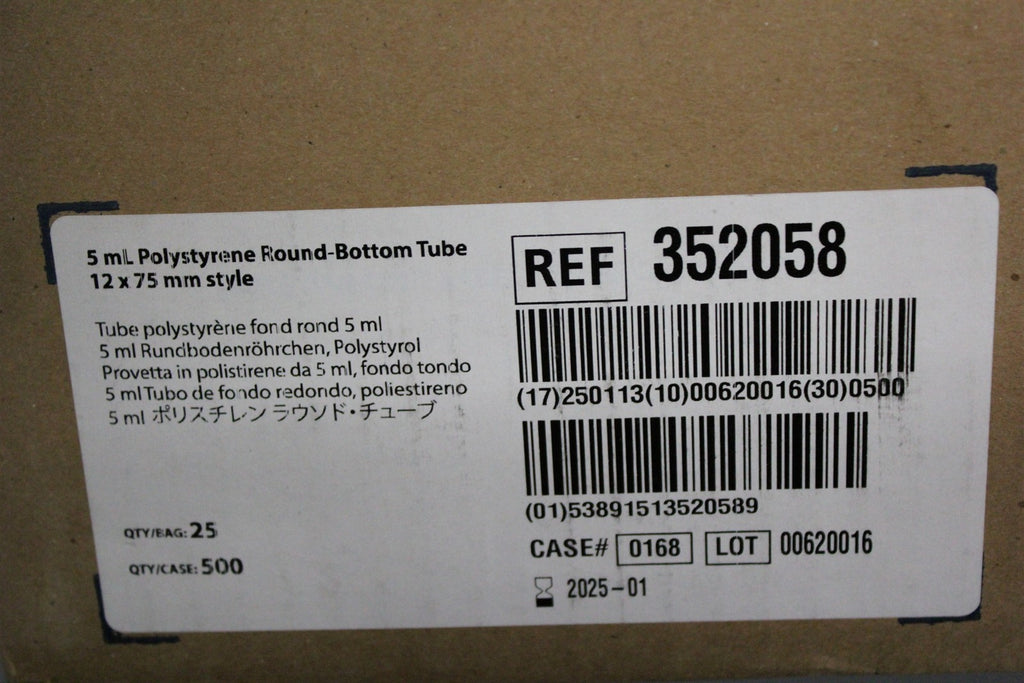 5 mL Polystyrene Round-Bottom Tube
12 x 75 mm style
Tube polystyrène fond rond 5 ml
5 ml Rundbodenröhrchen, Polystyrol
Provetta in polistirene da 5 ml, fondo tondo
5 ml Tubo de fondo redondo, poliestireno
5 ml ポリスチレン ラウンド・チューブ
QTY/BAG: 25
QTY/CASE: 500
REF 352058
(17)250113(10)00620016(30)0500
(01)53891513520589
CASE# 0168 LOT 00620016
2025-01